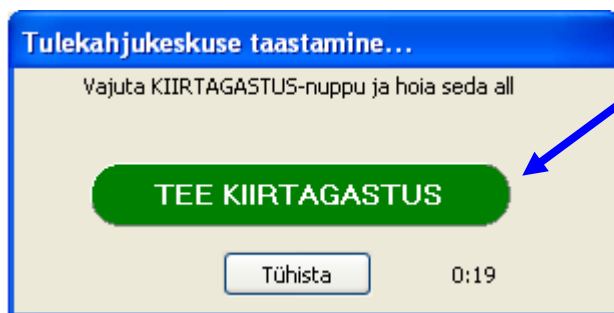 Tulekahjukeskuse taastamine...
Vajuta KIIRTAGASTUS-nuppu ja hoia seda all
TEE KIIRTAGASTUS
Tühista
0:19